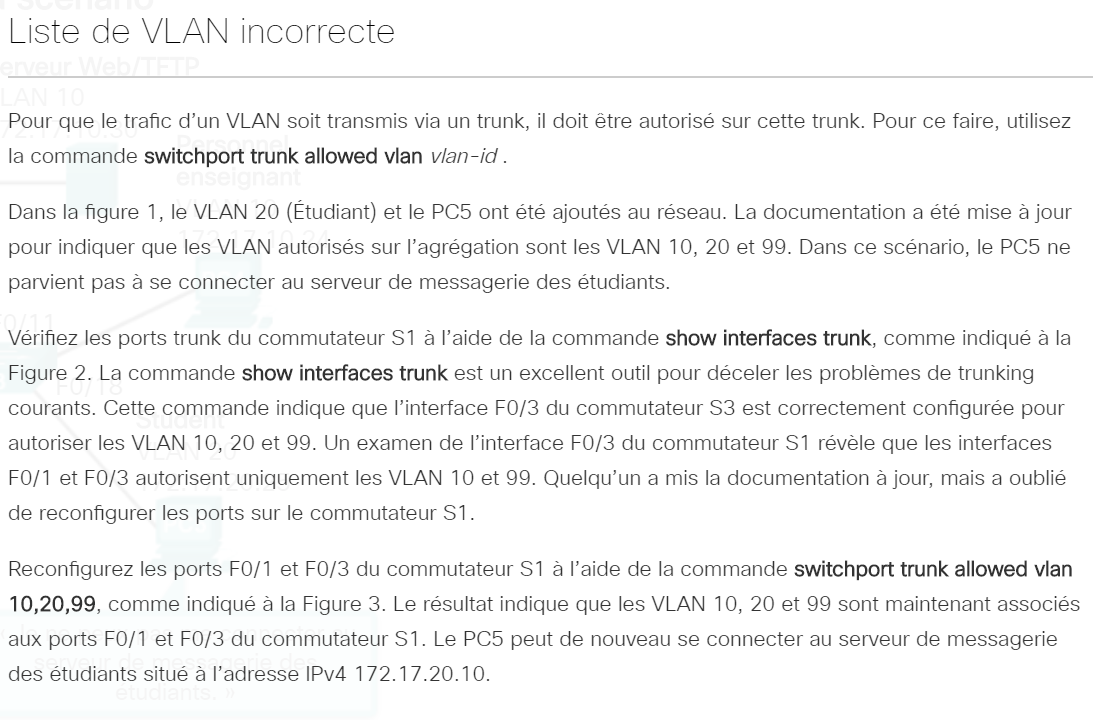 Liste de VLAN incorrecte
Pour que le trafic d'un VLAN soit transmis via un trunk, il doit être autorisé sur cette trunk. Pour ce faire, utilisez
la commande switchport trunk allowed vlan vlan-id .
Dans la figure 1, le VLAN 20 (Étudiant) et le PC5 ont été ajoutés au réseau. La documentation a été mise à jour
pour indiquer que les VLAN autorisés sur l'agrégation sont les VLAN 10, 20 et 99. Dans ce scénario, le PC5 ne
parvient pas à se connecter au serveur de messagerie des étudiants.
Vérifiez les ports trunk du commutateur S1 à l'aide de la commande show interfaces trunk, comme indiqué à la
Figure 2. La commande show interfaces trunk est un excellent outil pour déceler les problèmes de trunking
courants. Cette commande indique que l'interface F0/3 du commutateur S3 est correctement configurée pour
autoriser les VLAN 10, 20 et 99. Un examen de l'interface F0/3 du commutateur S1 révèle que les interfaces
F0/1 et F0/3 autorisent uniquement les VLAN 10 et 99. Quelqu'un a mis la documentation à jour, mais a oublié
de reconfigurer les ports sur le commutateur S1.
Reconfigurez les ports F0/1 et F0/3 du commutateur S1 à l'aide de la commande switchport trunk allowed vlan
10,20,99, comme indiqué à la Figure 3. Le résultat indique que les VLAN 10, 20 et 99 sont maintenant associés
aux ports F0/1 et F0/3 du commutateur S1. Le PC5 peut de nouveau se connecter au serveur de messagerie
des étudiants situé à l'adresse IPv4 172.17.20.10.